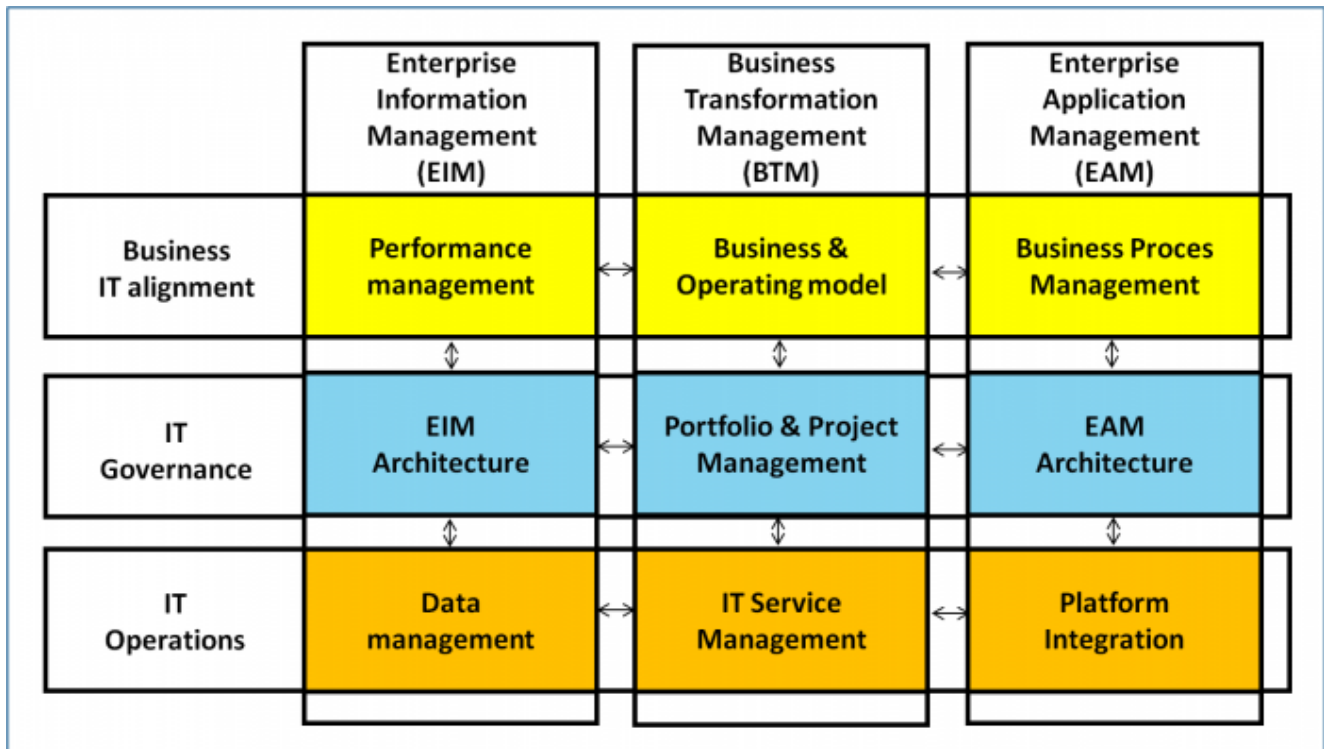 Enterprise
Information
Management
(EIM)
Business
Transformation
Management
(BTM)
Enterprise
Application
Management
(EAM)
Business
IT alignment
Performance
management
Business &
Operating model
Business Proces
Management
IT
Governance
EIM
Architecture
Portfolio & Project
Management
EAM
Architecture
IT
Operations
Data
management
IT Service
Management
Platform
Integration